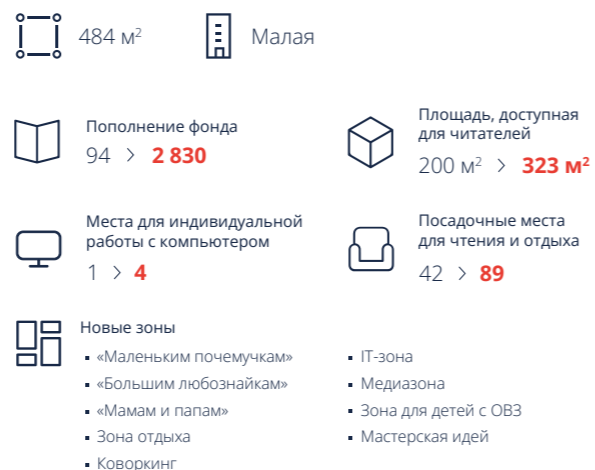 484 м²
Малая
Пополнение фонда
94 > 2 830
Площадь, доступная
для читателей
200 м² > 323 м²
Места для индивидуальной
работы с компьютером
1 > 4
Посадочные места
для чтения и отдыха
42 > 89
Новые зоны
▪ «Маленьким почемучкам»
▪ «Большим любознайкам»
▪ «Мамам и папам»
▪ Зона отдыха
▪ Коворкинг
▪ IT-зона
▪ Медиазона
▪ Зона для детей с ОВЗ
▪ Мастерская идей